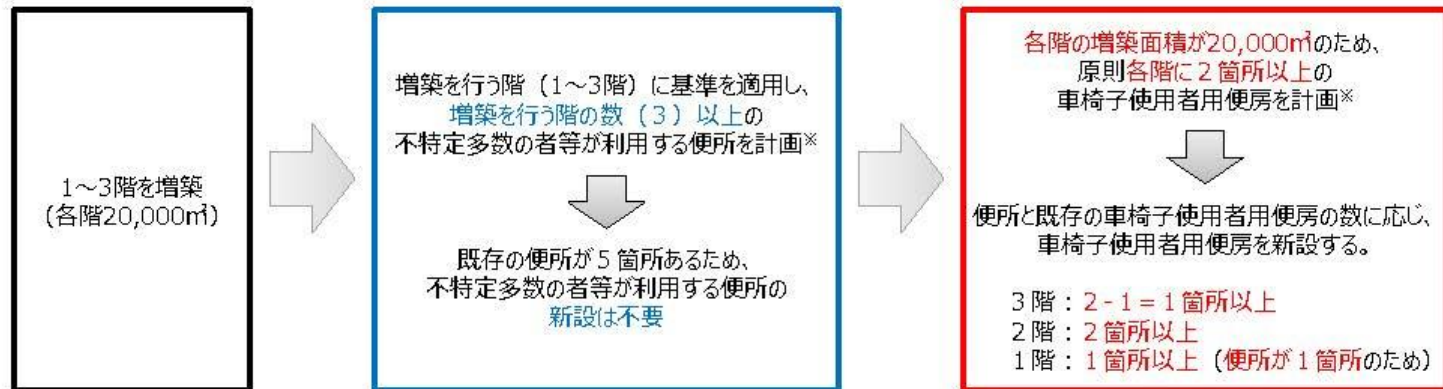 1～3階を増築
(各階20,000㎡)
増築を行う階（1～3階）に基準を適用し、
増築を行う階の数（3）以上の
不特定多数の者等が利用する便所を計画※
既存の便所が5箇所あるため、
不特定多数の者等が利用する便所の
新設は不要
各階の増築面積が20,000㎡のため、
原則各階に2箇所以上の
車椅子使用者用便房を計画※
便所と既存の車椅子使用者用便房の数に応じ、
車椅子使用者用便房を新設する。
3階：2 - 1 = 1箇所以上
2階：2箇所以上
1階：1箇所以上（便所が1箇所のため）